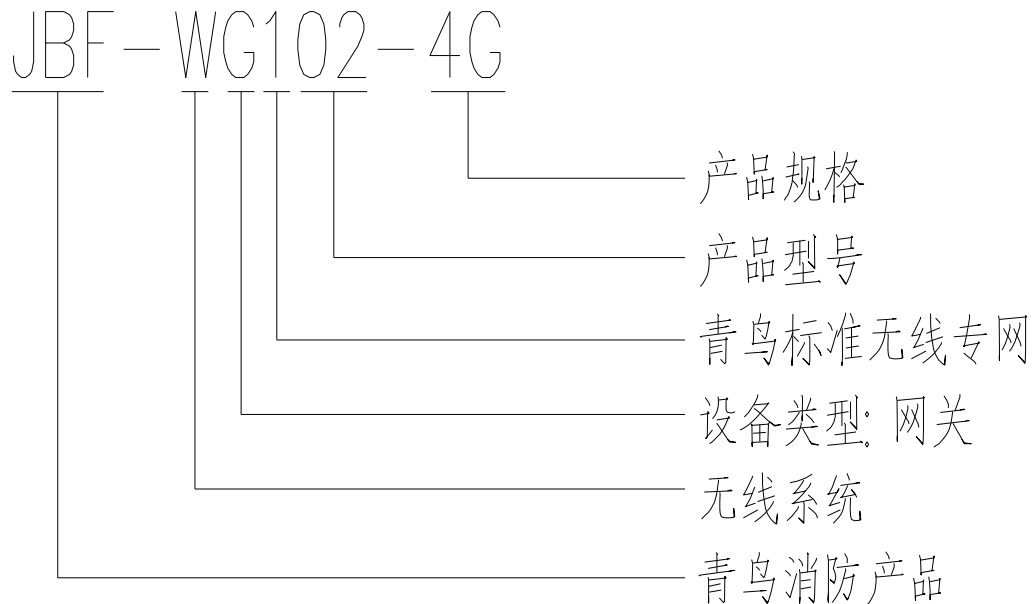 JBF-WG102-4G
产品规格
产品型号
青鸟标准无线专网
设备类型: 网关
无线系统
青鸟消防产品